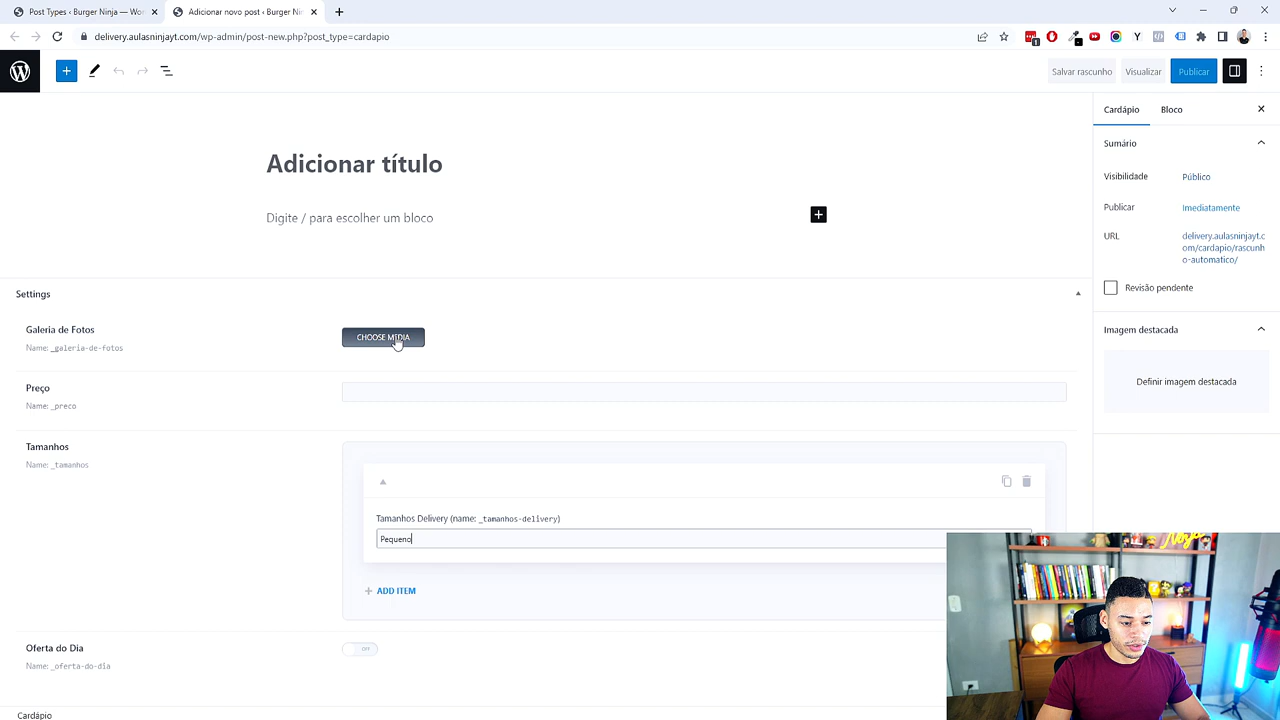 Post Types ‹ Burger Ninja — Wo
Adicionar novo post ‹ Burger Nin
delivery.aulasninjayt.com/wp-admin/post-new.php?post_type=cardapio
Salvar rascunho
Visualizar
Publicar
Cardápio
Bloco
Adicionar título
Digite / para escolher um bloco
Sumário
Visibilidade
Público
Publicar
Imediatamente
URL
delivery.aulasninjayt.c
om/cardapio/rascunh
o-automatico/
Revisão pendente
Imagem destacada
Definir imagem destacada
Settings
Galeria de Fotos
Name: _galeria-de-fotos
CHOOSE MEDIA
Preço
Name: _preco
Tamanhos
Name: _tamanhos
Tamanhos Delivery (name: _tamanhos-delivery)
Pequeno
ADD ITEM
Oferta do Dia
Name: _oferta-do-dia
OFF
Cardápio